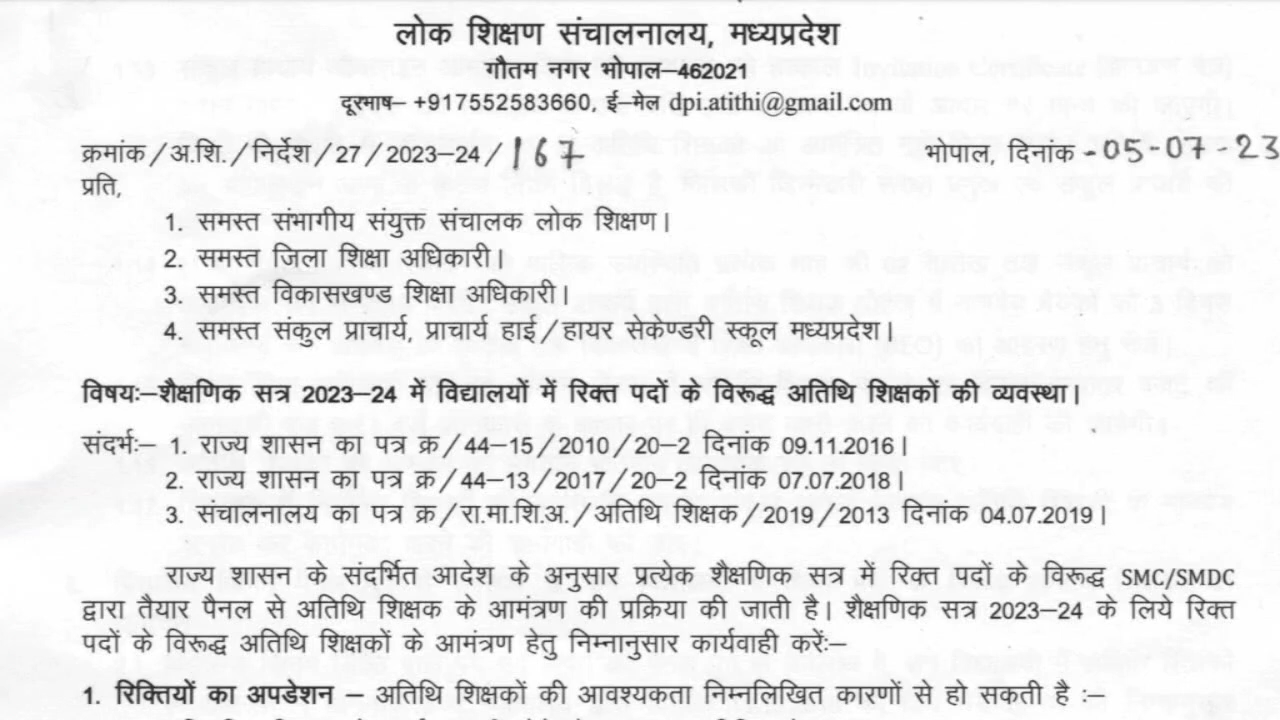 लोक शिक्षण संचालनालय, मध्यप्रदेश
गौतम नगर भोपाल–462021
दूरभाष– +917552583660, ई–मेल dpi.atithi@gmail.com
क्रमांक/अ.शि./निर्देश/27/2023-24/167 भोपाल, दिनांक -05-07-23
प्रति,
1. समस्त संभागीय संयुक्त संचालक लोक शिक्षण।
2. समस्त जिला शिक्षा अधिकारी।
3. समस्त विकासखण्ड शिक्षा अधिकारी।
4. समस्त संकुल प्राचार्य, प्राचार्य हाई/हायर सेकेण्डरी स्कूल मध्यप्रदेश।
विषयः–शैक्षणिक सत्र 2023–24 में विद्यालयों में रिक्त पदों के विरूद्ध अतिथि शिक्षकों की व्यवस्था।
संदर्भः– 1. राज्य शासन का पत्र क्र/44–15/2010/20–2 दिनांक 09.11.2016।
2. राज्य शासन का पत्र क्र/44–13/2017/20–2 दिनांक 07.07.2018।
3. संचालनालय का पत्र क्र/रा.मा.शि.अ./अतिथि शिक्षक/2019/2013 दिनांक 04.07.2019।
राज्य शासन के संदर्भित आदेश के अनुसार प्रत्येक शैक्षणिक सत्र में रिक्त पदों के विरूद्ध SMC/SMDC
द्वारा तैयार पैनल से अतिथि शिक्षक के आमंत्रण की प्रक्रिया की जाती है। शैक्षणिक सत्र 2023–24 के लिये रिक्त
पदों के विरूद्ध अतिथि शिक्षकों के आमंत्रण हेतु निम्नानुसार कार्यवाही करेंः–
1. रिक्तियों का अपडेशन – अतिथि शिक्षकों की आवश्यकता निम्नलिखित कारणों से हो सकती है :–